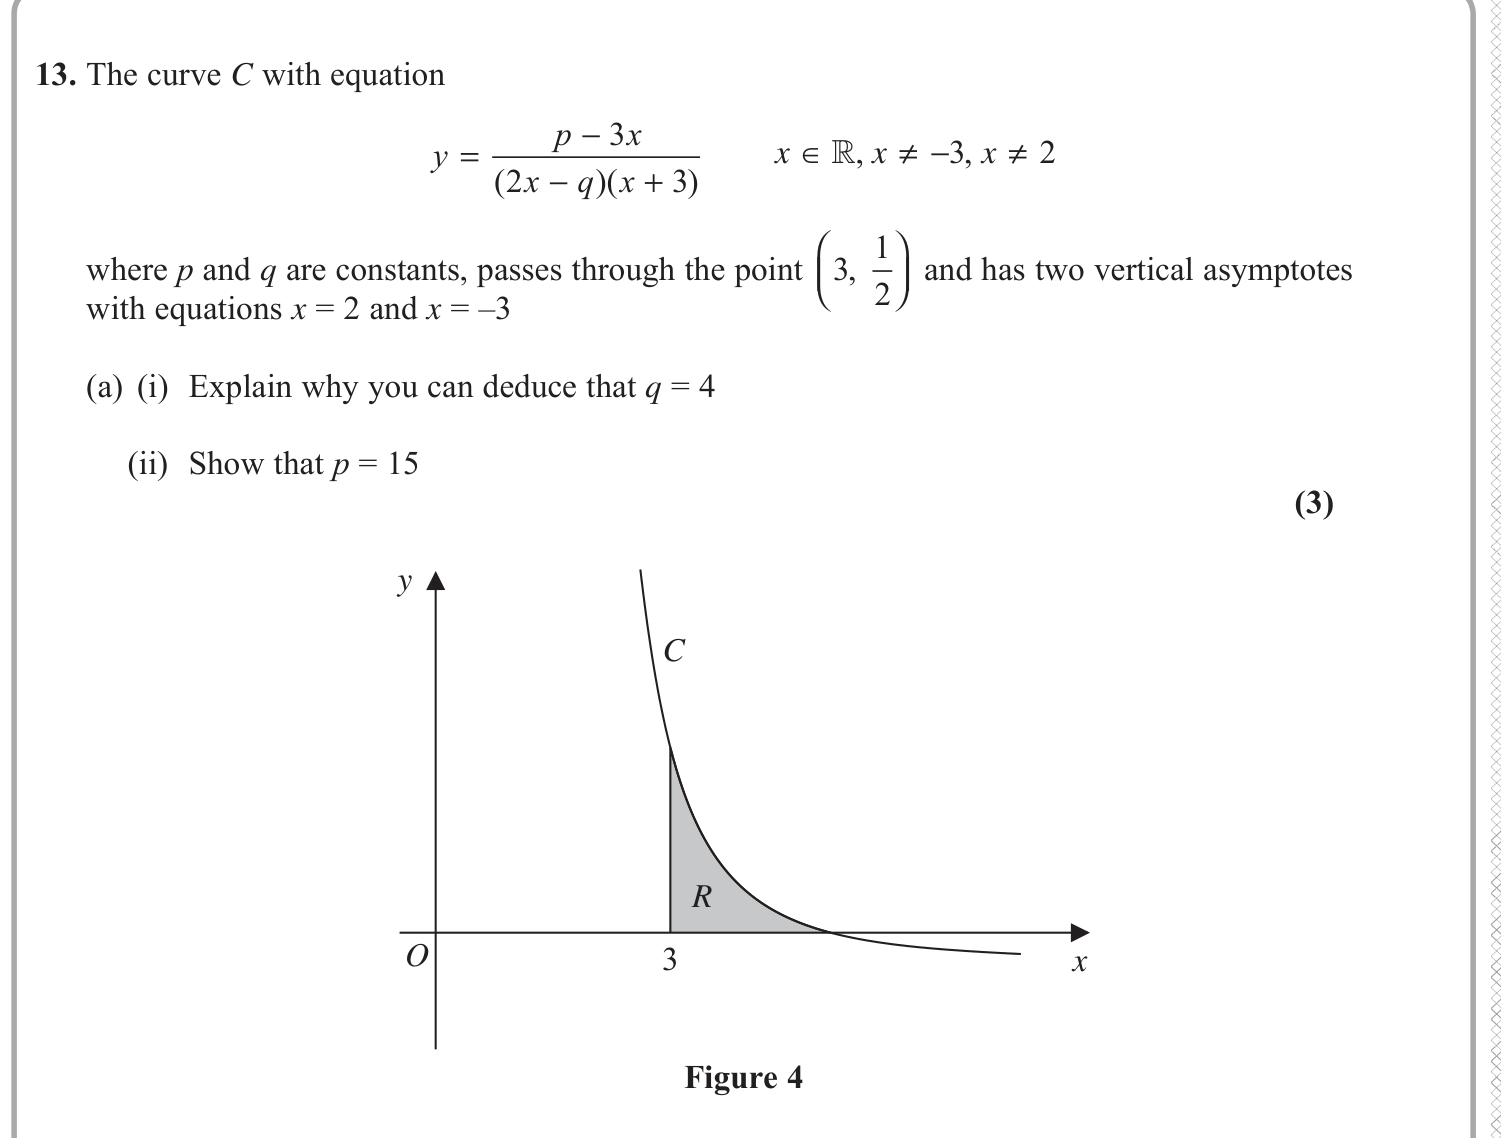 13. The curve C with equation
y = \frac{p − 3x}{(2x − q)(x + 3)}    x ∈ ℝ, x ≠ −3, x ≠ 2
where p and q are constants, passes through the point (3, \frac{1}{2}) and has two vertical asymptotes
with equations x = 2 and x = –3
(a) (i) Explain why you can deduce that q = 4
(ii) Show that p = 15
(3)
y
C
R
O
3
x
Figure 4